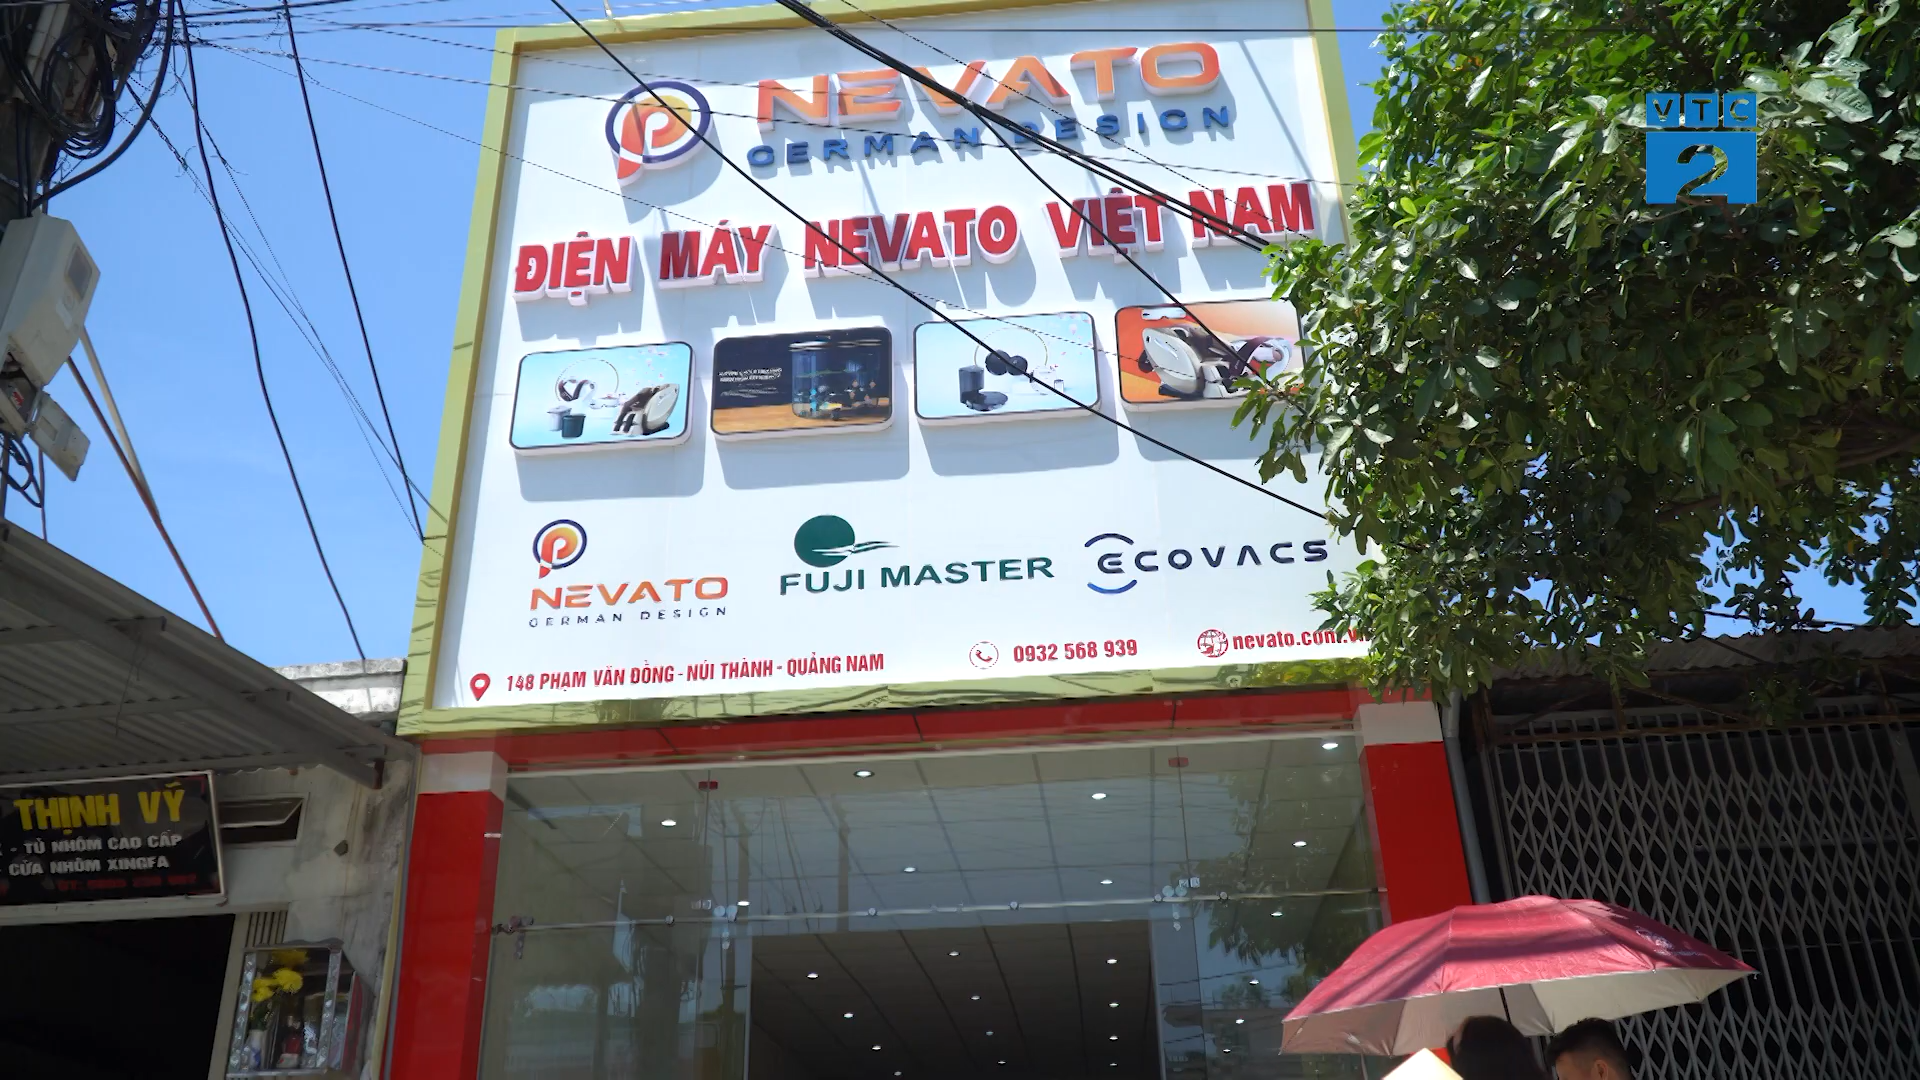 NEVATO
GERMAN DESIGN
VTC
2
ĐIỆN MÁY NEVATO VIỆT NAM
NEVATO
GERMAN DESIGN
FUJI MASTER
ECOVACS
148 PHẠM VĂN ĐỒNG - NÚI THÀNH - QUẢNG NAM
0932 568 939
nevato.com.vn
THỊNH VỸ
- TỦ NHÔM CAO CẤP
CỬA NHÔM XINGFA